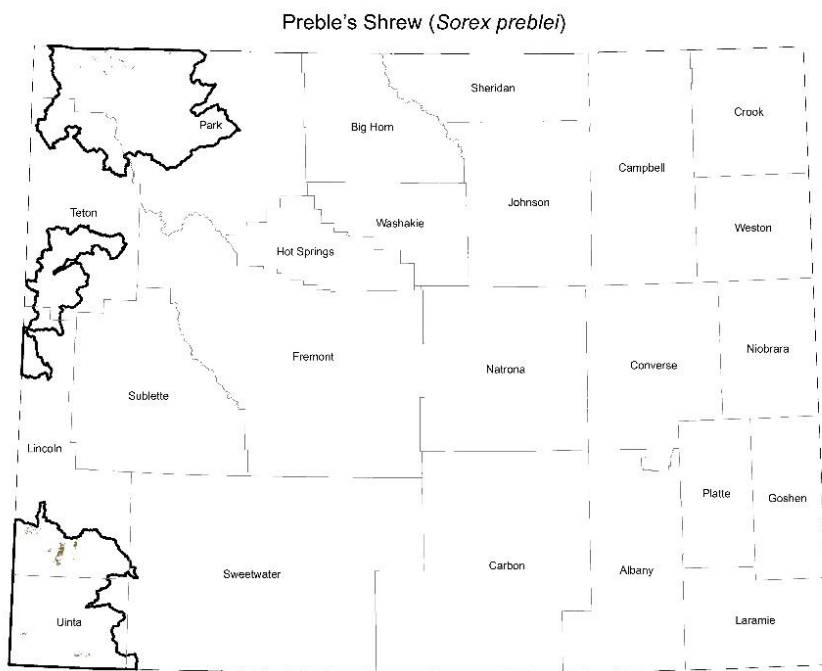 Preble's Shrew (Sorex preblei)
Sheridan
Crook
Park
Big Horn
Campbell
Johnson
Teton
Washakie
Weston
Hot Springs
Fremont
Niobrara
Natrona
Converse
Sublette
Lincoln
Platte
Goshen
Carbon
Albany
Sweetwater
Uinta
Laramie